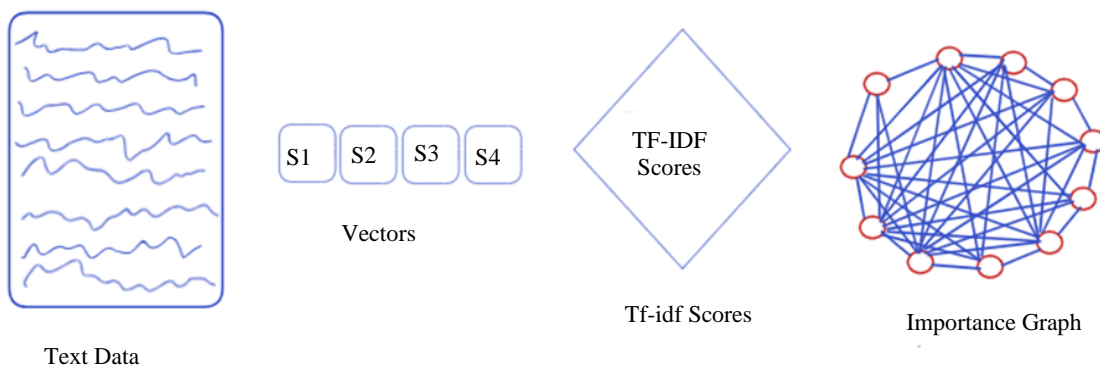 S1
S2
S3
S4
TF-IDF
Scores
Vectors
Tf-idf Scores
Importance Graph
Text Data